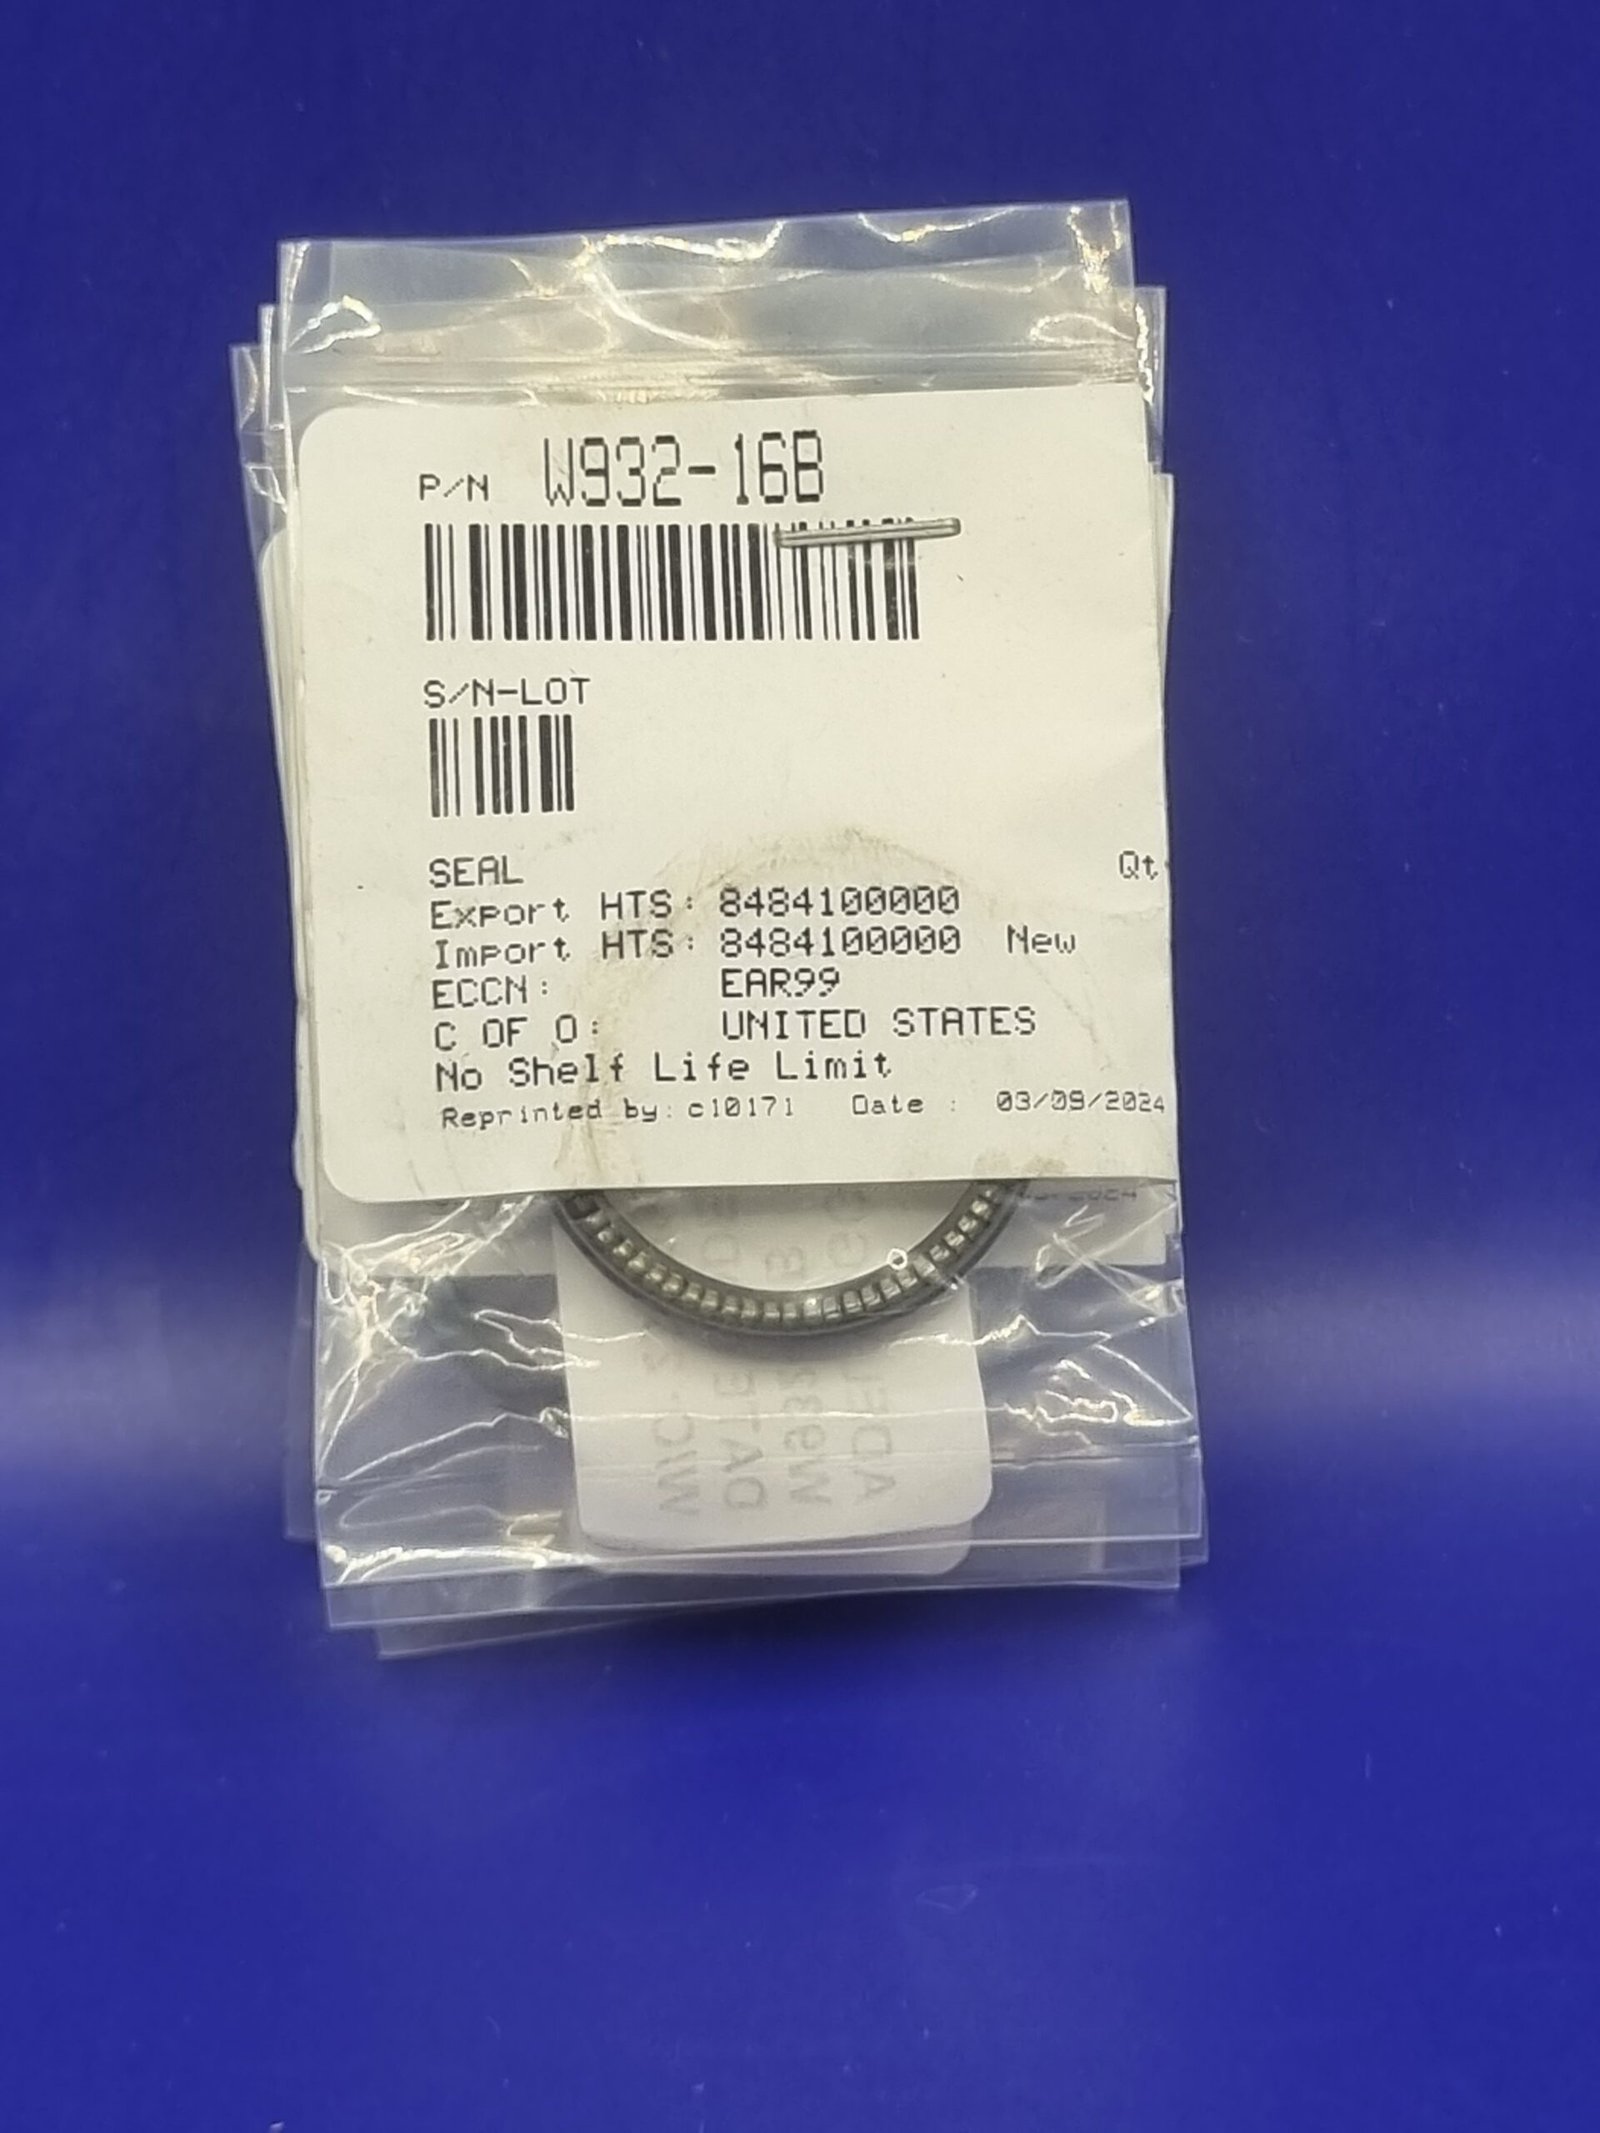 P/N W932-16B
S/N-LOT
SEAL Qt
Export HTS: 8484100000
Import HTS: 8484100000 New
ECCN: EAR99
C OF O: UNITED STATES
No Shelf Life Limit
Reprinted by: c10171 Date : 03/09/2024